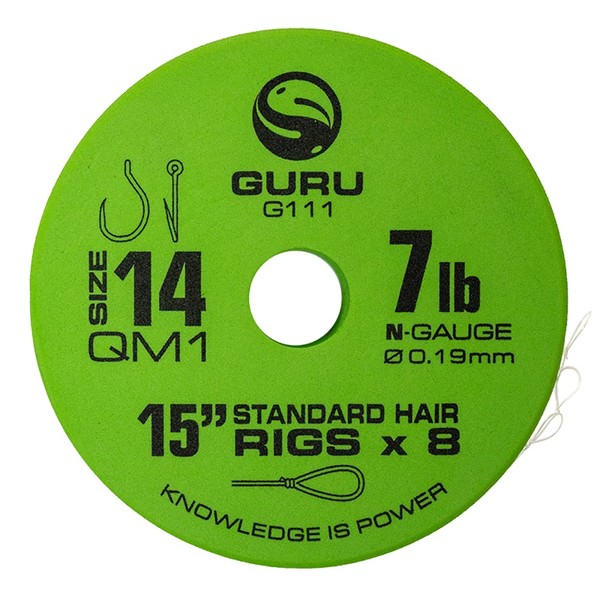 GURU
G111
SIZE 14
QM1
7lb
N-GAUGE
Ø 0.19mm
15” STANDARD HAIR
RIGS x 8
KNOWLEDGE IS POWER